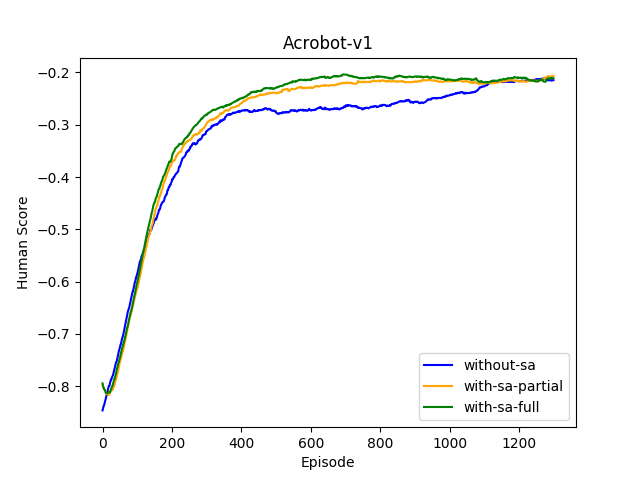 Acrobot-v1
Human Score
−0.2
−0.3
−0.4
−0.5
−0.6
−0.7
−0.8
without-sa
with-sa-partial
with-sa-full
0 200 400 600 800 1000 1200
Episode